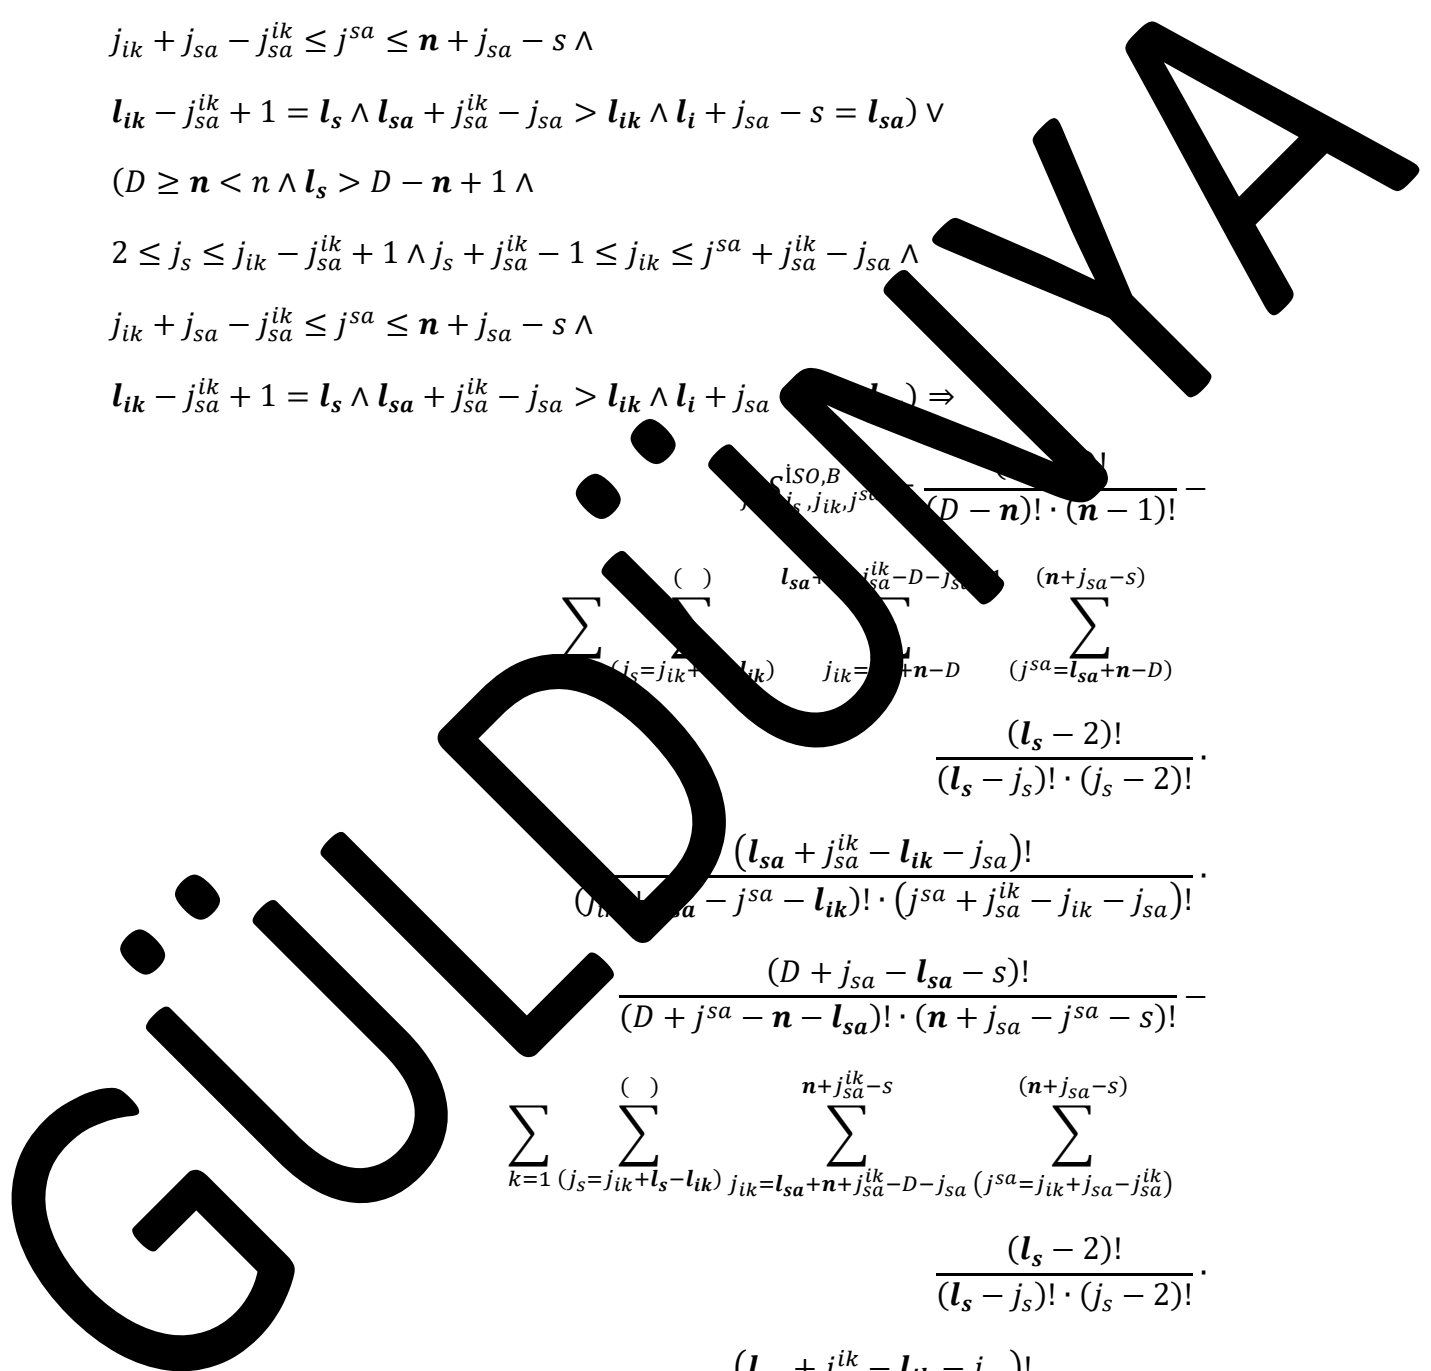 j_{ik} + j_{sa} − j_{sa}^{ik} ≤ j^{sa} ≤ n + j_{sa} − s ∧
l_{ik} − j_{sa}^{ik} + 1 = l_s ∧ l_{sa} + j_{sa}^{ik} − j_{sa} > l_{ik} ∧ l_i + j_{sa} − s = l_{sa}) ∨
(D ≥ n < n ∧ l_s > D − n + 1 ∧
2 ≤ j_s ≤ j_{ik} − j_{sa}^{ik} + 1 ∧ j_s + j_{sa}^{ik} − 1 ≤ j_{ik} ≤ j^{sa} + j_{sa}^{ik} − j_{sa} ∧
j_{ik} + j_{sa} − j_{sa}^{ik} ≤ j^{sa} ≤ n + j_{sa} − s ∧
l_{ik} − j_{sa}^{ik} + 1 = l_s ∧ l_{sa} + j_{sa}^{ik} − j_{sa} > l_{ik} ∧ l_i + j_{sa} ) ⇒
İSO,B
(D − n)! · (n − 1)! −
( ) (n+j_{sa}−s)
∑ ∑ ∑ ∑
(j^{sa}=l_{sa}+n−D)
(l_s − 2)!
(l_s − j_s)! · (j_s − 2)! ·
(l_{sa} + j_{sa}^{ik} − l_{ik} − j_{sa})!
− j^{sa} − l_{ik})! · (j^{sa} + j_{sa}^{ik} − j_{ik} − j_{sa})! ·
(D + j_{sa} − l_{sa} − s)!
(D + j^{sa} − n − l_{sa})! · (n + j_{sa} − j^{sa} − s)! −
( ) n+j_{sa}^{ik}−s (n+j_{sa}−s)
∑ ∑ ∑ ∑
k=1 (j_s=j_{ik}+l_s−l_{ik}) j_{ik}=l_{sa}+n+j_{sa}^{ik}−D−j_{sa} (j^{sa}=j_{ik}+j_{sa}−j_{sa}^{ik})
(l_s − 2)!
(l_s − j_s)! · (j_s − 2)! ·
GÜLDÜNYA